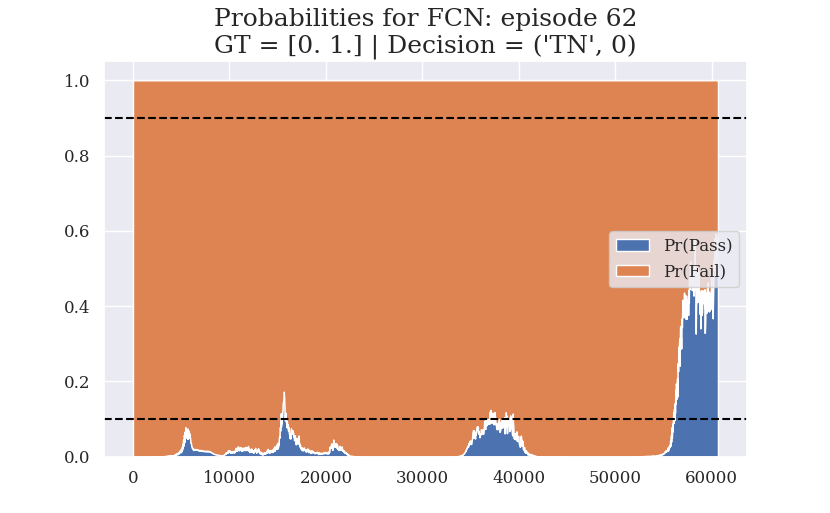 Probabilities for FCN: episode 62
GT = [0. 1.] | Decision = ('TN', 0)
1.0
0.8
0.6
0.4
0.2
0.0
Pr(Pass)
Pr(Fail)
0 10000 20000 30000 40000 50000 60000